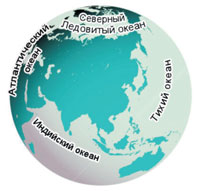 Северный
Ледовитый океан
Атлантический
океан
Тихий океан
Индийский океан